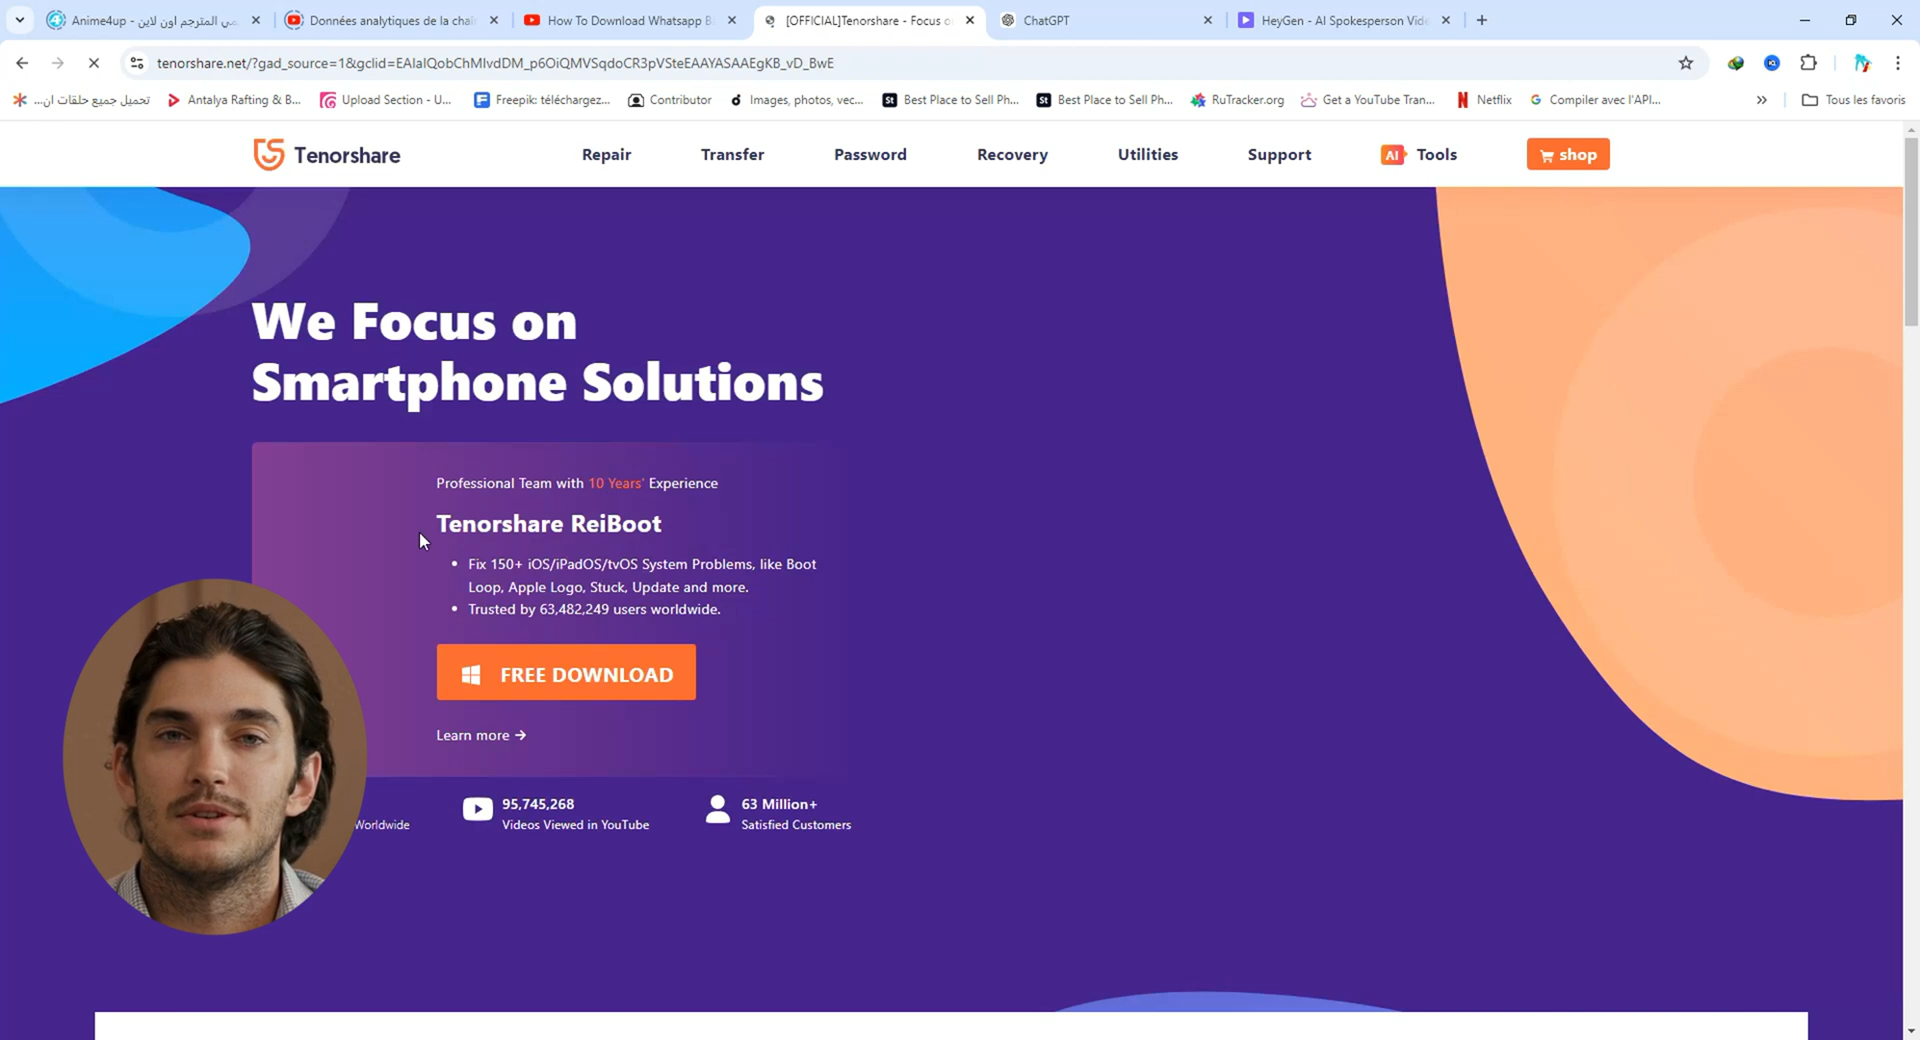 Anime4up - مي المترجم اون لاين
Données analytiques de la chaî
How To Download Whatsapp B
[OFFICIAL]Tenorshare - Focus o
ChatGPT
HeyGen - AI Spokesperson Vide
tenorshare.net/?gad_source=1&gclid=EAIaIQobChMIvdDM_p6OiQMVSqdoCR3pVSteEAAYASAAEgKB_vD_BwE
تحميل جميع حلقات ان...
Antalya Rafting & B...
Upload Section - U...
Freepik: téléchargez...
Contributor
Images, photos, vec...
St Best Place to Sell Ph...
St Best Place to Sell Ph...
RuTracker.org
Get a YouTube Tran...
Netflix
Compiler avec l'API...
Tous les favoris
Tenorshare
Repair
Transfer
Password
Recovery
Utilities
Support
AI Tools
shop
We Focus on
Smartphone Solutions
Professional Team with 10 Years' Experience
Tenorshare ReiBoot
• Fix 150+ iOS/iPadOS/tvOS System Problems, like Boot
Loop, Apple Logo, Stuck, Update and more.
• Trusted by 63,482,249 users worldwide.
FREE DOWNLOAD
Learn more →
95,745,268
63 Million+
Worldwide
Videos Viewed in YouTube
Satisfied Customers